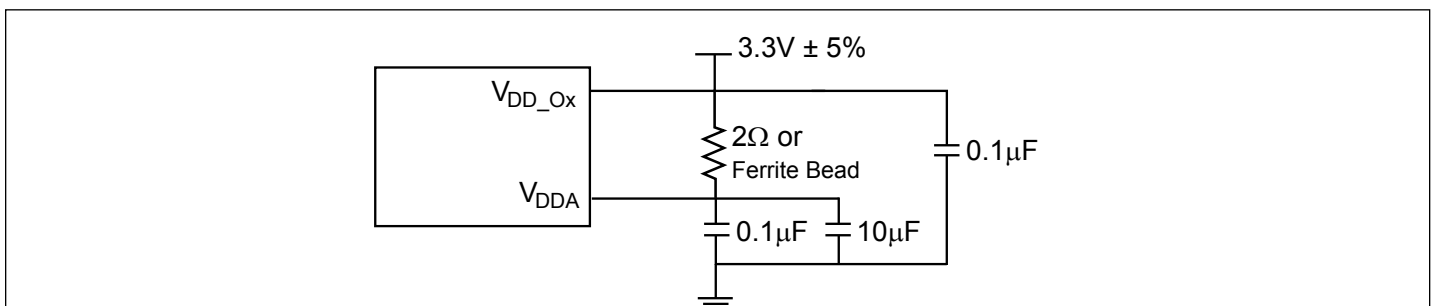 3.3V ± 5%
VDD_Ox
2Ω or
Ferrite Bead
0.1μF
VDDA
0.1μF
10μF